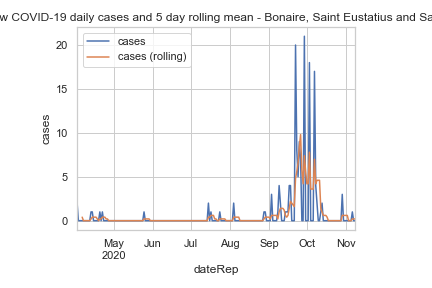 w COVID-19 daily cases and 5 day rolling mean - Bonaire, Saint Eustatius and Sa
cases
cases (rolling)
20
15
10
5
0
cases
May Jun Jul Aug Sep Oct Nov
2020
dateRep